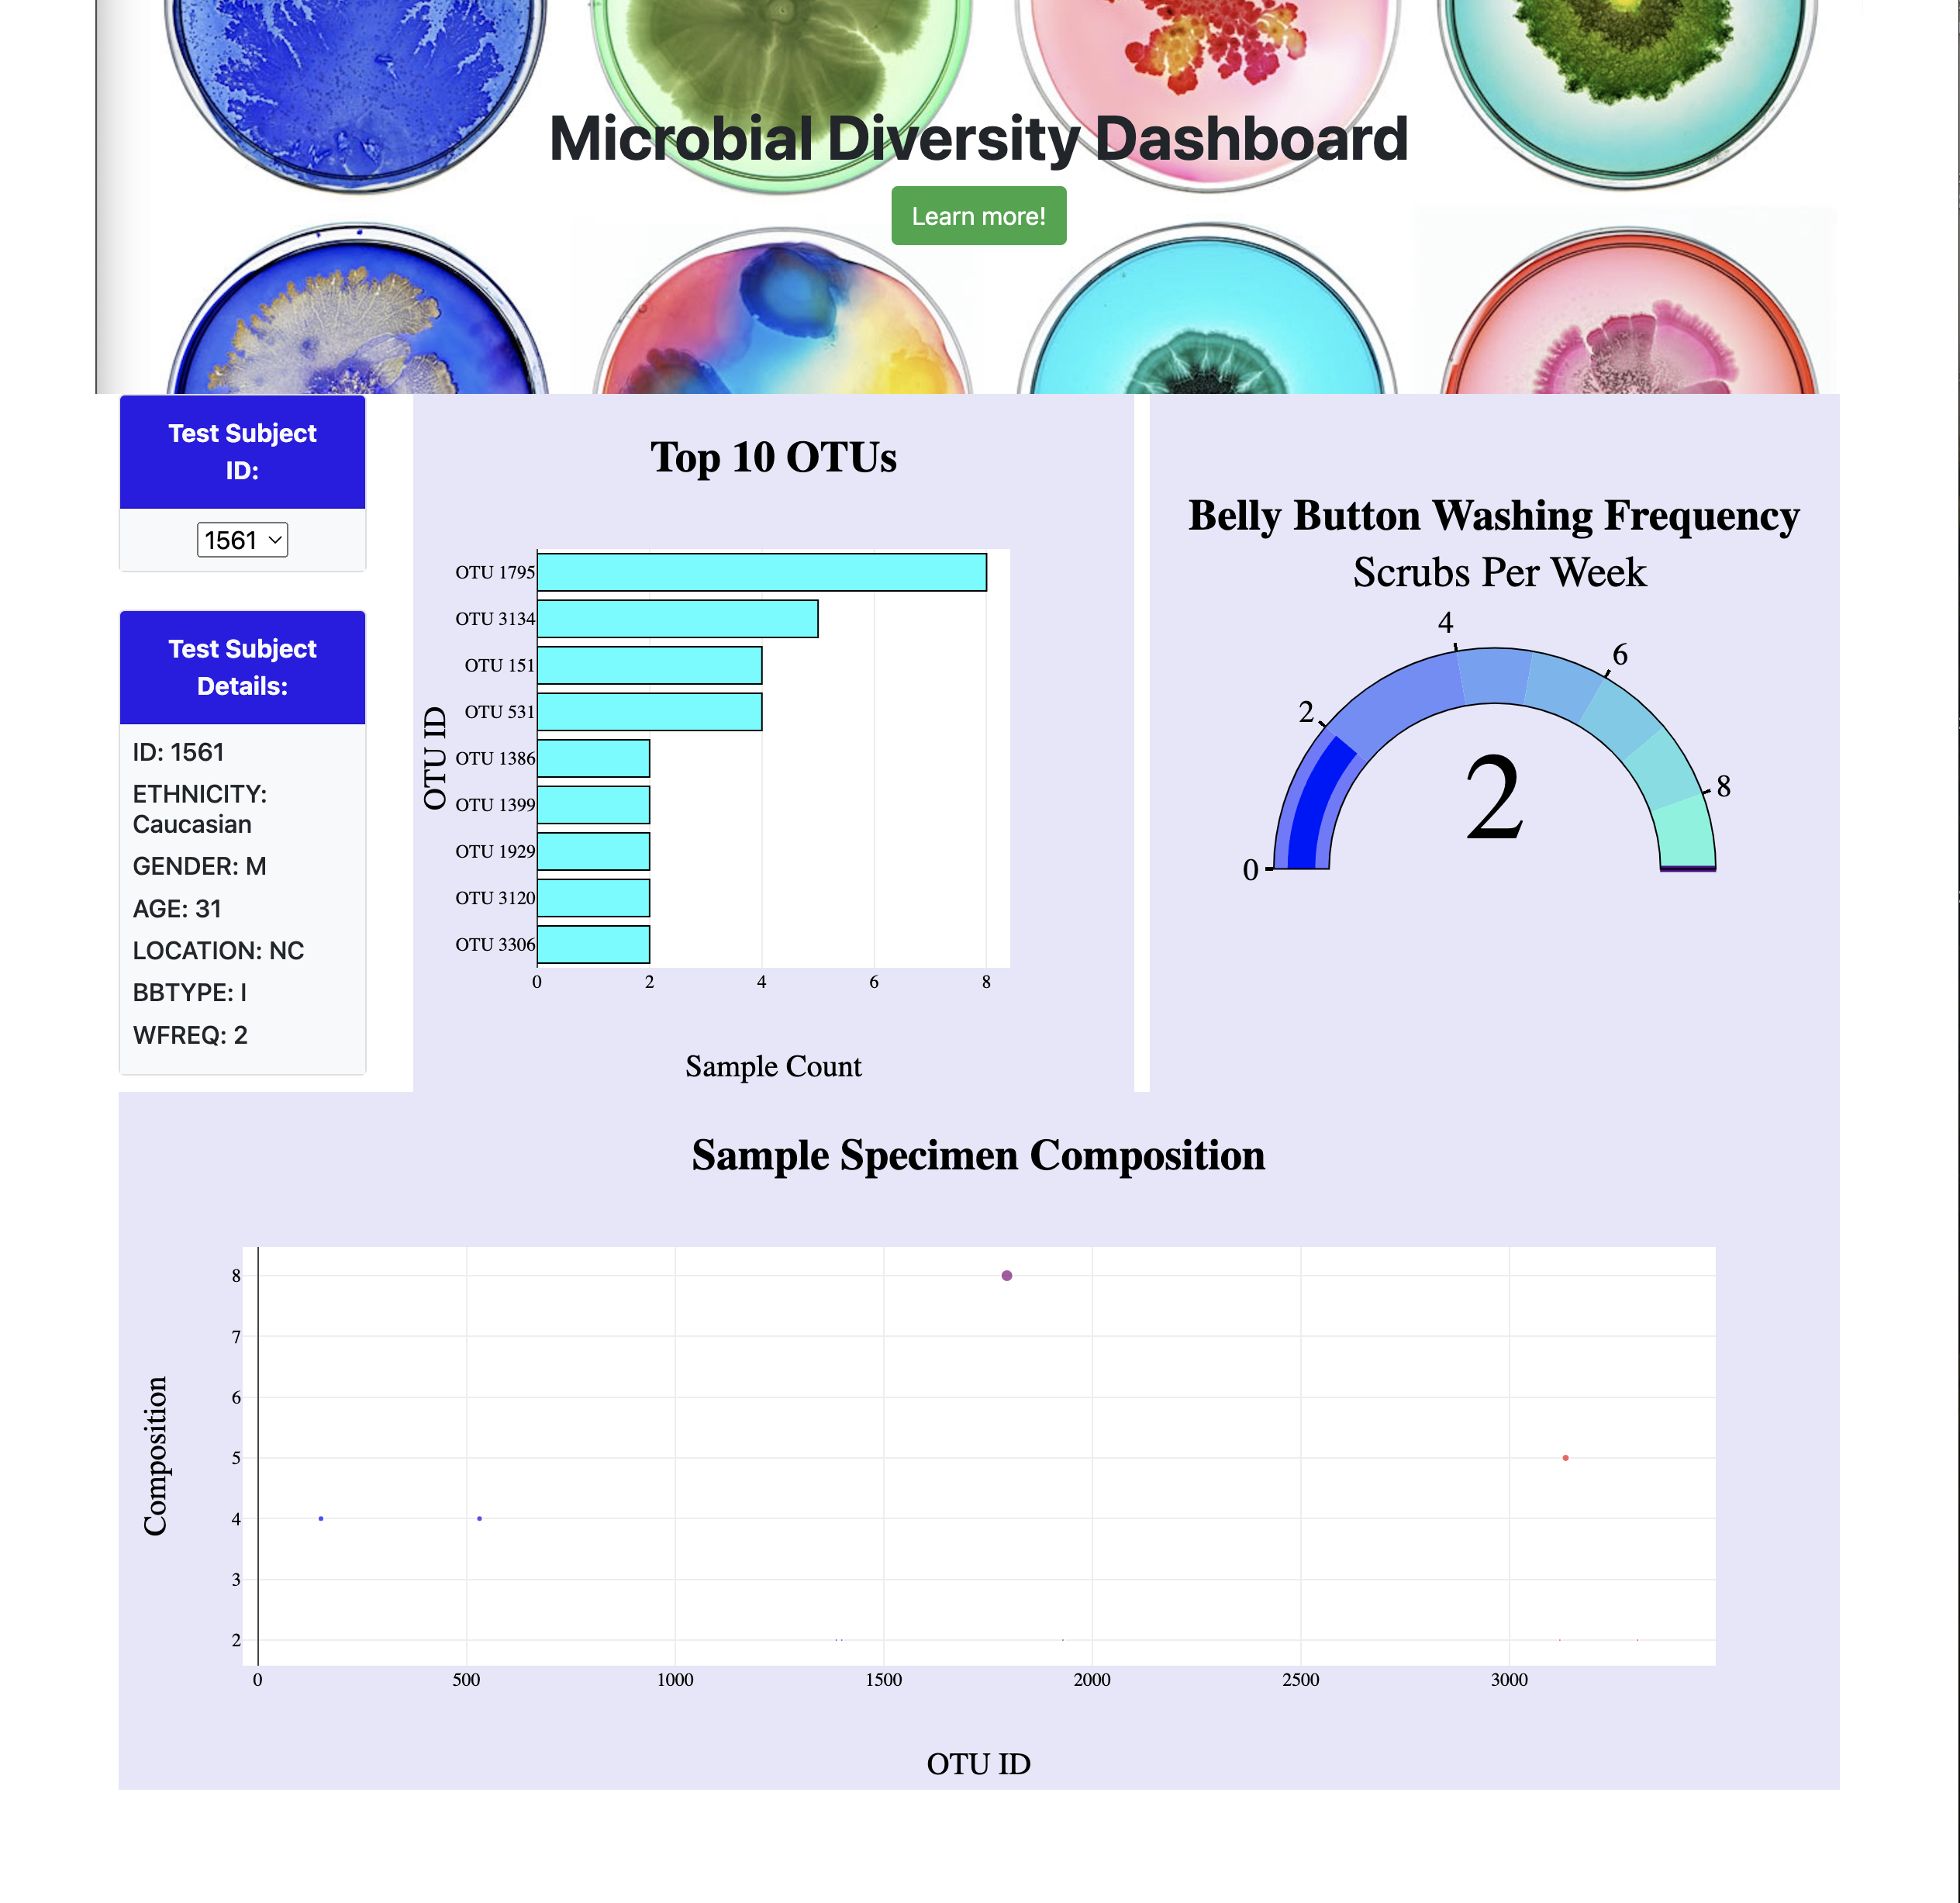 Microbial Diversity Dashboard
Learn more!
Test Subject
ID:
1561
Test Subject
Details:
ID: 1561
ETHNICITY:
Caucasian
GENDER: M
AGE: 31
LOCATION: NC
BBTYPE: I
WFREQ: 2
Top 10 OTUs
OTU ID
OTU 1795
OTU 3134
OTU 151
OTU 531
OTU 1386
OTU 1399
OTU 1929
OTU 3120
OTU 3306
0 2 4 6 8
Sample Count
Belly Button Washing Frequency
Scrubs Per Week
0
2
4
6
8
2
Sample Specimen Composition
Composition
8
7
6
5
4
3
2
0 500 1000 1500 2000 2500 3000
OTU ID